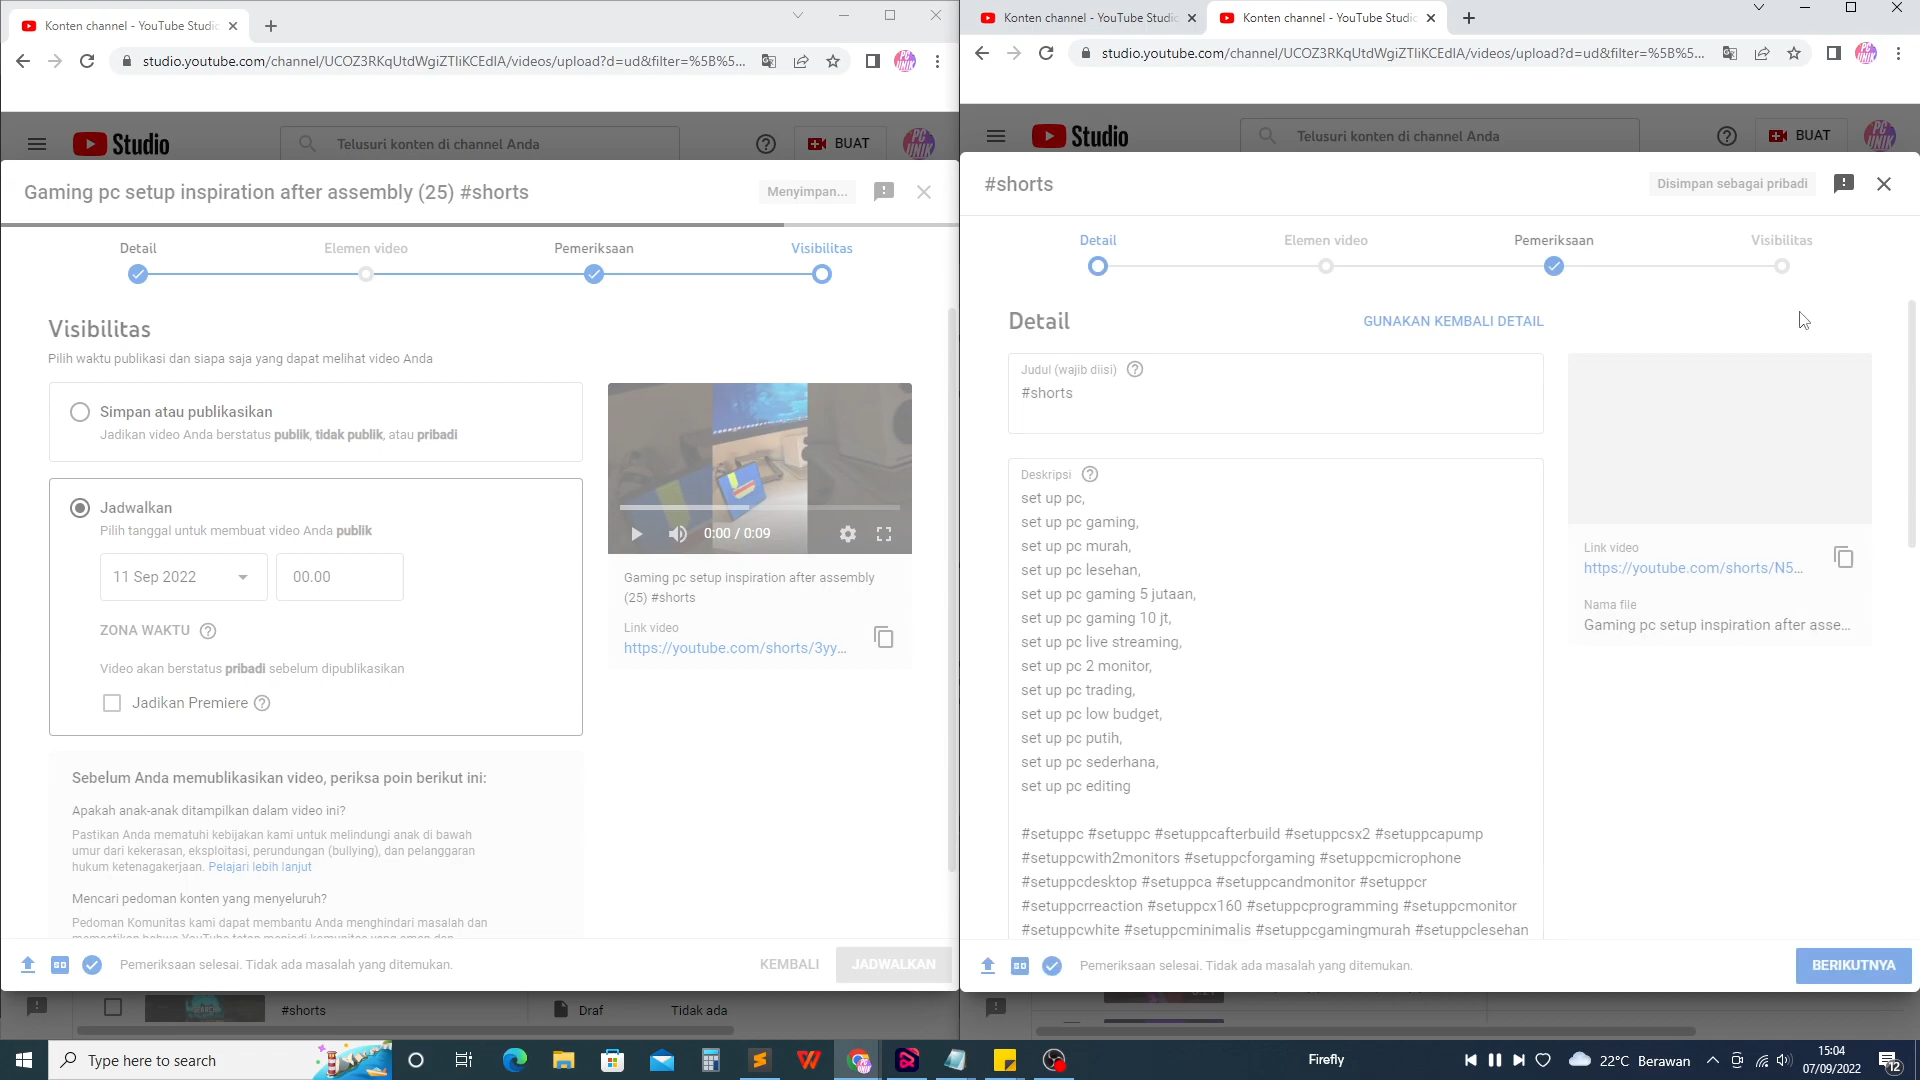 Konten channel - YouTube Studio
studio.youtube.com/channel/UCOZ3RKqUtdWgiZTIiKCEdIA/videos/upload?d=ud&filter=%5B%5...
Studio
Telusuri konten di channel Anda
BUAT
Gaming pc setup inspiration after assembly (25) #shorts
Menyimpan...
Detail
Elemen video
Pemeriksaan
Visibilitas
Visibilitas
Pilih waktu publikasi dan siapa saja yang dapat melihat video Anda
Simpan atau publikasikan
Jadikan video Anda berstatus publik, tidak publik, atau pribadi
Jadwalkan
Pilih tanggal untuk membuat video Anda publik
11 Sep 2022
00.00
ZONA WAKTU
Video akan berstatus pribadi sebelum dipublikasikan
Jadikan Premiere
0:00 / 0:09
Gaming pc setup inspiration after assembly
(25) #shorts
Link video
https://youtube.com/shorts/3yy...
Sebelum Anda memublikasikan video, periksa poin berikut ini:
Apakah anak-anak ditampilkan dalam video ini?
Pastikan Anda mematuhi kebijakan kami untuk melindungi anak di bawah
umur dari kekerasan, eksploitasi, perundungan (bullying), dan pelanggaran
hukum ketenagakerjaan. Pelajari lebih lanjut
Mencari pedoman konten yang menyeluruh?
Pedoman Komunitas kami dapat membantu Anda menghindari masalah dan
Pemeriksaan selesai. Tidak ada masalah yang ditemukan.
KEMBALI
JADWALKAN
#shorts
Draf
Tidak ada
Konten channel - YouTube Studic
Konten channel - YouTube Studic
studio.youtube.com/channel/UCOZ3RKqUtdWgiZTIiKCEdIA/videos/upload?d=ud&filter=%5B%5...
Studio
Telusuri konten di channel Anda
BUAT
#shorts
Disimpan sebagai pribadi
Detail
Elemen video
Pemeriksaan
Visibilitas
Detail
GUNAKAN KEMBALI DETAIL
Judul (wajib diisi)
#shorts
Deskripsi
set up pc,
set up pc gaming,
set up pc murah,
set up pc lesehan,
set up pc gaming 5 jutaan,
set up pc gaming 10 jt,
set up pc live streaming,
set up pc 2 monitor,
set up pc trading,
set up pc low budget,
set up pc putih,
set up pc sederhana,
set up pc editing
#setuppc #setuppc #setuppcafterbuild #setuppcsx2 #setuppcapump
#setuppcwith2monitors #setuppcforgaming #setuppcmicrophone
#setuppcdesktop #setuppca #setuppcandmonitor #setuppcr
#setuppcrreaction #setuppcx160 #setuppcprogramming #setuppcmonitor
#setuppcwhite #setuppcminimalis #setuppcgamingmurah #setuppclesehan
Link video
https://youtube.com/shorts/N5...
Nama file
Gaming pc setup inspiration after asse...
Pemeriksaan selesai. Tidak ada masalah yang ditemukan.
BERIKUTNYA
Type here to search
Firefly
22°C Berawan
15:04
07/09/2022
12